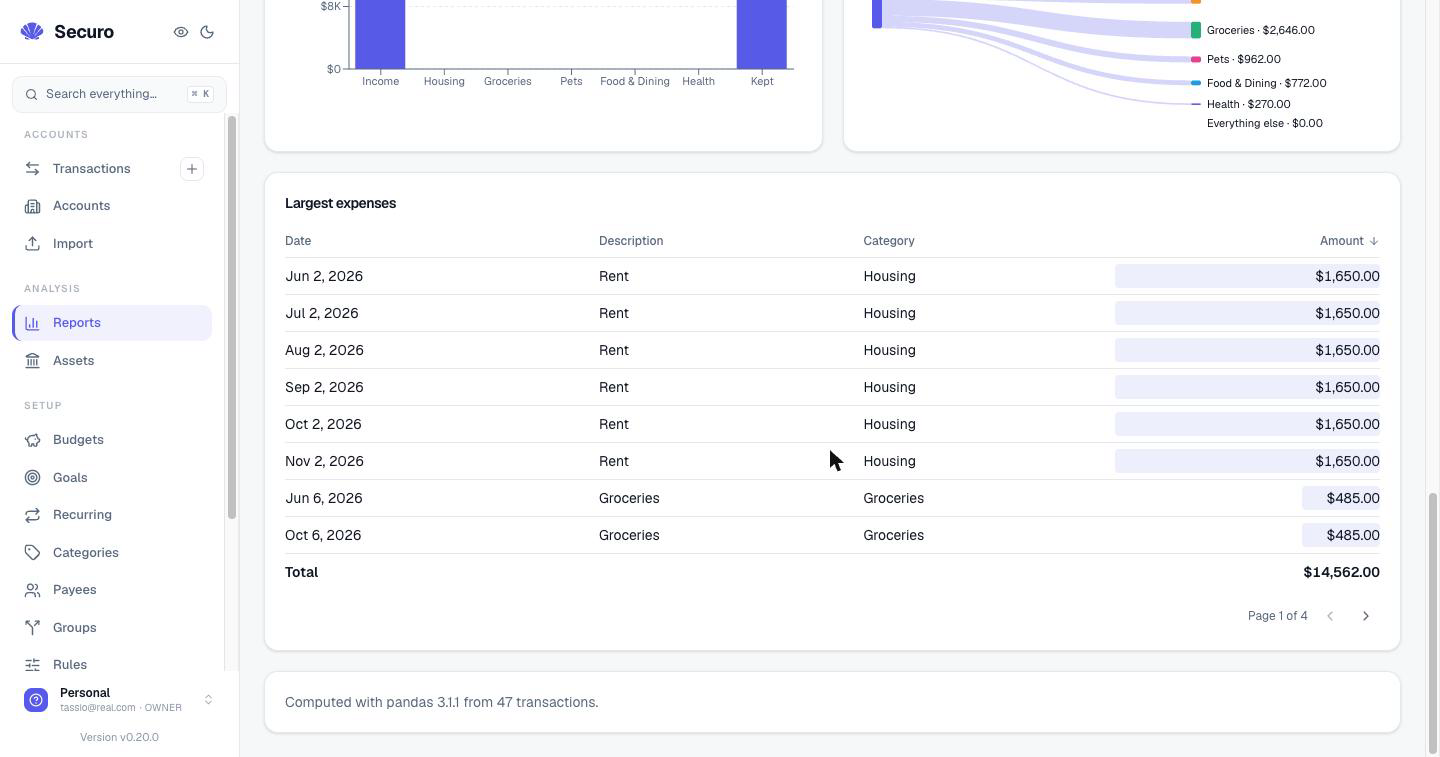 Securo
Search everything...
⌘ K
ACCOUNTS
Transactions
Accounts
Import
ANALYSIS
Reports
Assets
SETUP
Budgets
Goals
Recurring
Categories
Payees
Groups
Rules
Personal
tassio@real.com · OWNER
Version v0.20.0
$8K
$0
Income Housing Groceries Pets Food & Dining Health Kept
Groceries · $2,646.00
Pets · $962.00
Food & Dining · $772.00
Health · $270.00
Everything else · $0.00
Largest expenses
Date Description Category Amount ↓
Jun 2, 2026 Rent Housing $1,650.00
Jul 2, 2026 Rent Housing $1,650.00
Aug 2, 2026 Rent Housing $1,650.00
Sep 2, 2026 Rent Housing $1,650.00
Oct 2, 2026 Rent Housing $1,650.00
Nov 2, 2026 Rent Housing $1,650.00
Jun 6, 2026 Groceries Groceries $485.00
Oct 6, 2026 Groceries Groceries $485.00
Total $14,562.00
Page 1 of 4
Computed with pandas 3.1.1 from 47 transactions.